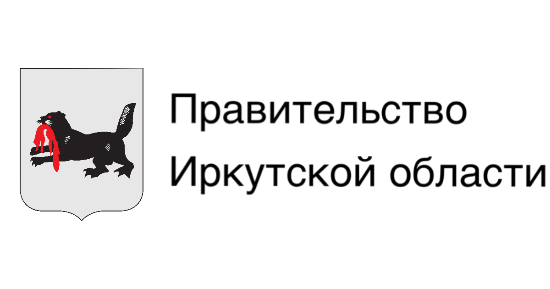 Правительство
Иркутской области